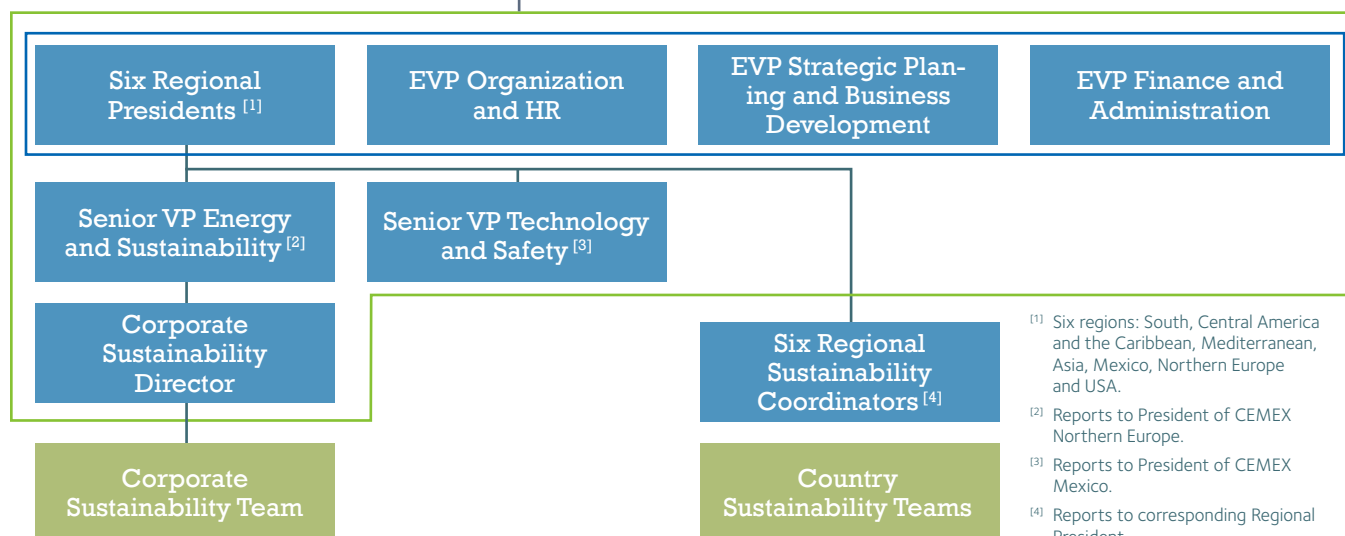 Six Regional
Presidents [1]
EVP Organization
and HR
EVP Strategic Plan-
ing and Business
Development
EVP Finance and
Administration
Senior VP Energy
and Sustainability [2]
Senior VP Technology
and Safety [3]
Corporate
Sustainability
Director
Six Regional
Sustainability
Coordinators [4]
Corporate
Sustainability Team
Country
Sustainability Teams
[1] Six regions: South, Central America
and the Caribbean, Mediterranean,
Asia, Mexico, Northern Europe
and USA.
[2] Reports to President of CEMEX
Northern Europe.
[3] Reports to President of CEMEX
Mexico.
[4] Reports to corresponding Regional
President.